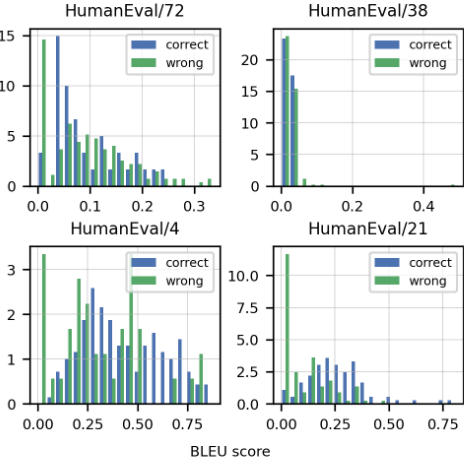 HumanEval/72
HumanEval/38
15
10
5
0
correct
wrong
0.0 0.1 0.2 0.3
20
15
10
5
0
correct
wrong
0.0 0.2 0.4
HumanEval/4
HumanEval/21
3
2
1
0
correct
wrong
0.00 0.25 0.50 0.75
10.0
7.5
5.0
2.5
0.0
correct
wrong
0.00 0.25 0.50 0.75
BLEU score